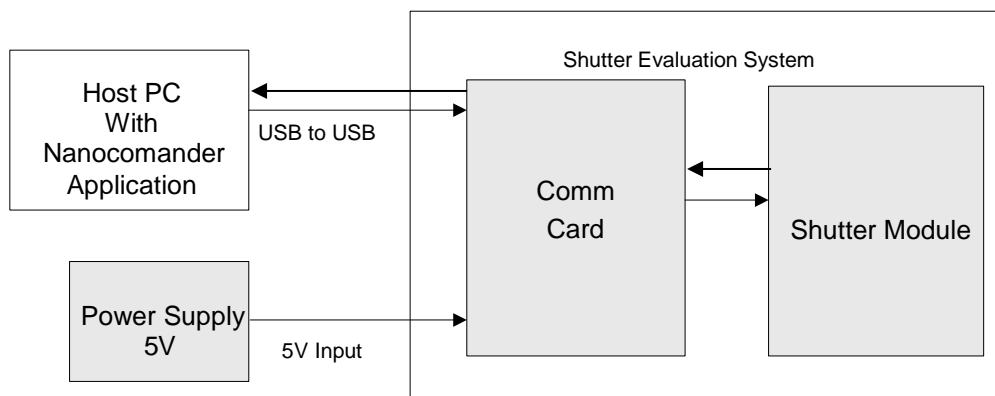 Shutter Evaluation System
Host PC
With
Nanocomander
Application
USB to USB
Comm
Card
Shutter Module
Power Supply
5V
5V Input